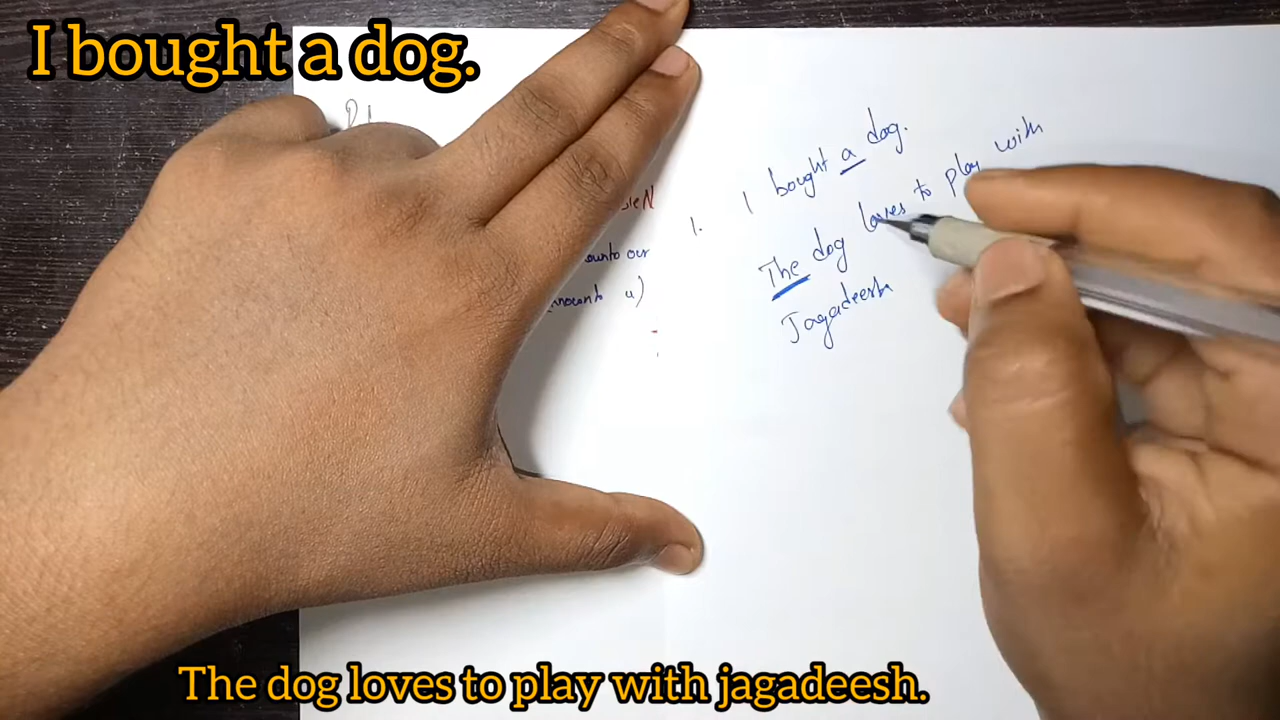 I bought a dog.
1. I bought a dog.
The dog loves to play with
Jagadeesh
The dog loves to play with jagadeesh.